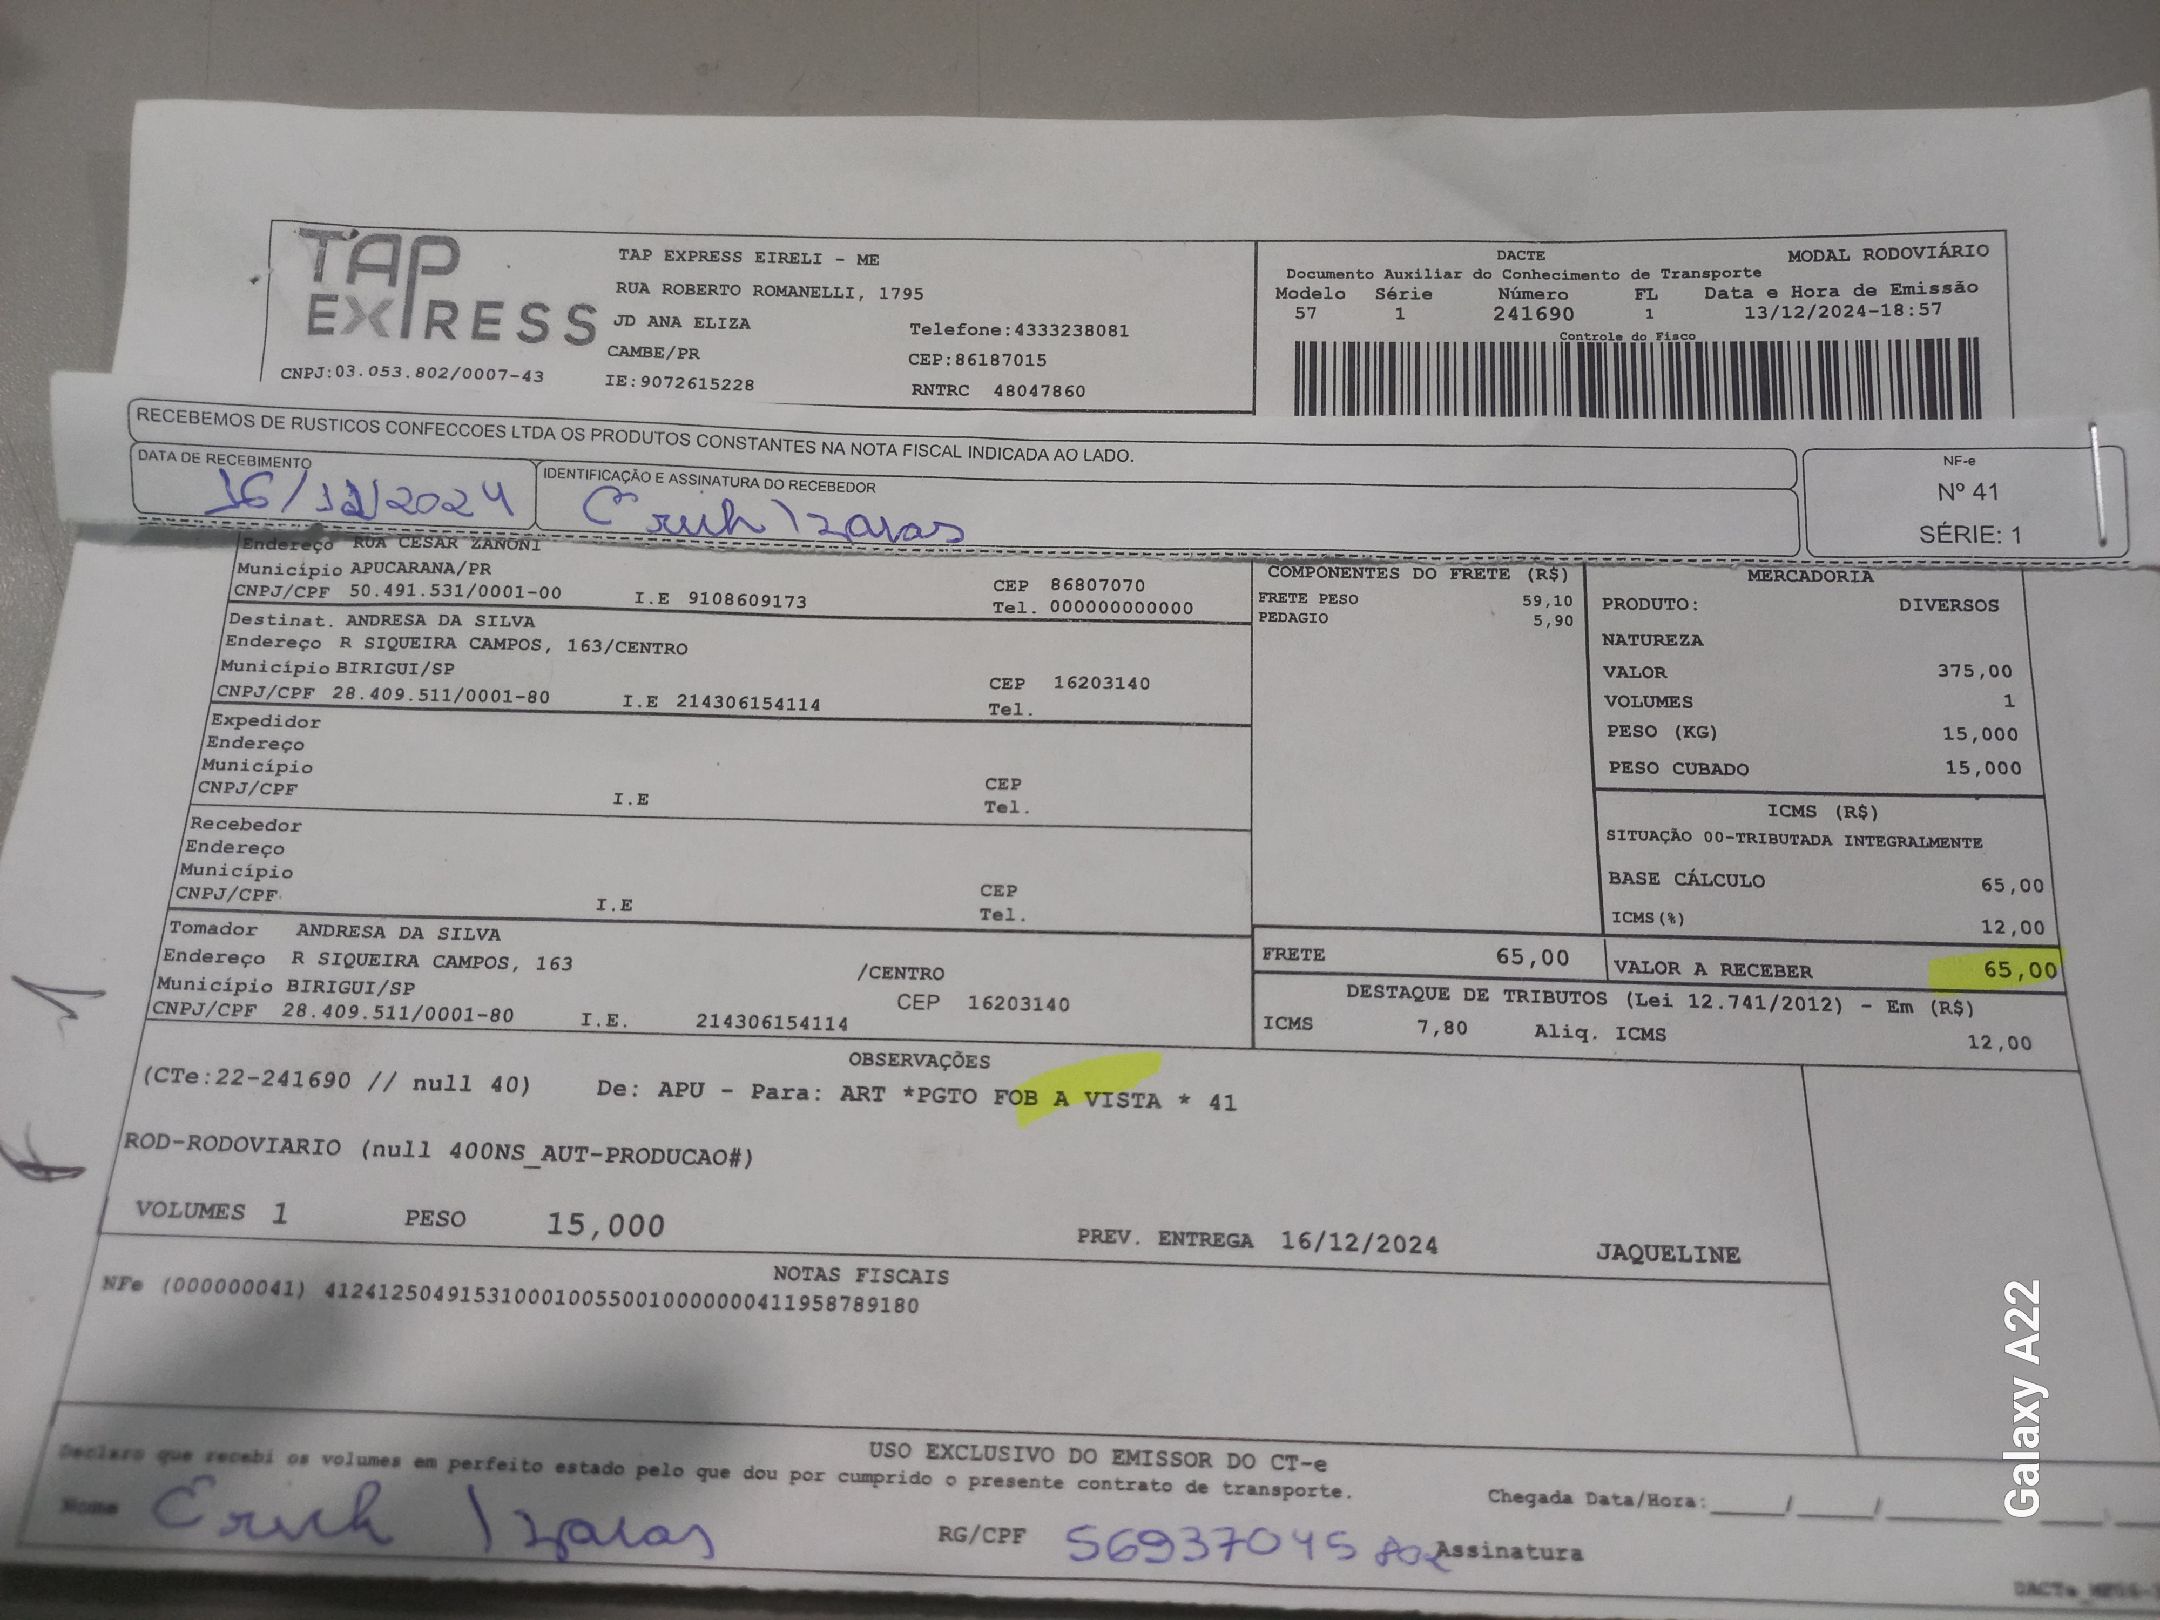 TAP EXPRESS
TAP EXPRESS EIRELI - ME
RUA ROBERTO ROMANELLI, 1795
JD ANA ELIZA Telefone:4333238081
CAMBE/PR CEP:86187015
CNPJ:03.053.802/0007-43 IE:9072615228 RNTRC 48047860
DACTE MODAL RODOVIÁRIO
Documento Auxiliar do Conhecimento de Transporte
Modelo Série Número FL Data e Hora de Emissão
57 1 241690 1 13/12/2024-18:57
Controle do Fisco
RECEBEMOS DE RUSTICOS CONFECCOES LTDA OS PRODUTOS CONSTANTES NA NOTA FISCAL INDICADA AO LADO.
DATA DE RECEBIMENTO
16/12/2024
IDENTIFICAÇÃO E ASSINATURA DO RECEBEDOR
NF-e
Nº 41
SÉRIE: 1
Endereço RUA CESAR ZANONI
Município APUCARANA/PR CEP 86807070
CNPJ/CPF 50.491.531/0001-00 I.E 9108609173 Tel. 000000000000
Destinat. ANDRESA DA SILVA
Endereço R SIQUEIRA CAMPOS, 163/CENTRO
Município BIRIGUI/SP CEP 16203140
CNPJ/CPF 28.409.511/0001-80 I.E 214306154114 Tel.
Expedidor
Endereço
Município CEP
CNPJ/CPF I.E Tel.
Recebedor
Endereço
Município CEP
CNPJ/CPF I.E Tel.
Tomador ANDRESA DA SILVA
Endereço R SIQUEIRA CAMPOS, 163 /CENTRO
Município BIRIGUI/SP CEP 16203140
CNPJ/CPF 28.409.511/0001-80 I.E. 214306154114
COMPONENTES DO FRETE (R$)
FRETE PESO 59,10
PEDAGIO 5,90
MERCADORIA
PRODUTO: DIVERSOS
NATUREZA
VALOR 375,00
VOLUMES 1
PESO (KG) 15,000
PESO CUBADO 15,000
ICMS (R$)
SITUAÇÃO 00-TRIBUTADA INTEGRALMENTE
BASE CÁLCULO 65,00
ICMS(%) 12,00
FRETE 65,00 VALOR A RECEBER 65,00
DESTAQUE DE TRIBUTOS (Lei 12.741/2012) - Em (R$)
ICMS 7,80 Aliq. ICMS 12,00
OBSERVAÇÕES
(CTe:22-241690 // null 40) De: APU - Para: ART *PGTO FOB A VISTA * 41
ROD-RODOVIARIO (null 400NS_AUT-PRODUCAO#)
VOLUMES 1 PESO 15,000 PREV. ENTREGA 16/12/2024 JAQUELINE
NOTAS FISCAIS
NFe (000000041) 41241250491531000100550010000000411958789180
USO EXCLUSIVO DO EMISSOR DO CT-e
Declaro que recebi os volumes em perfeito estado pelo que dou por cumprido o presente contrato de transporte.
Chegada Data/Hora:____/____/
Nome RG/CPF 56937045 802 Assinatura
Galaxy A22